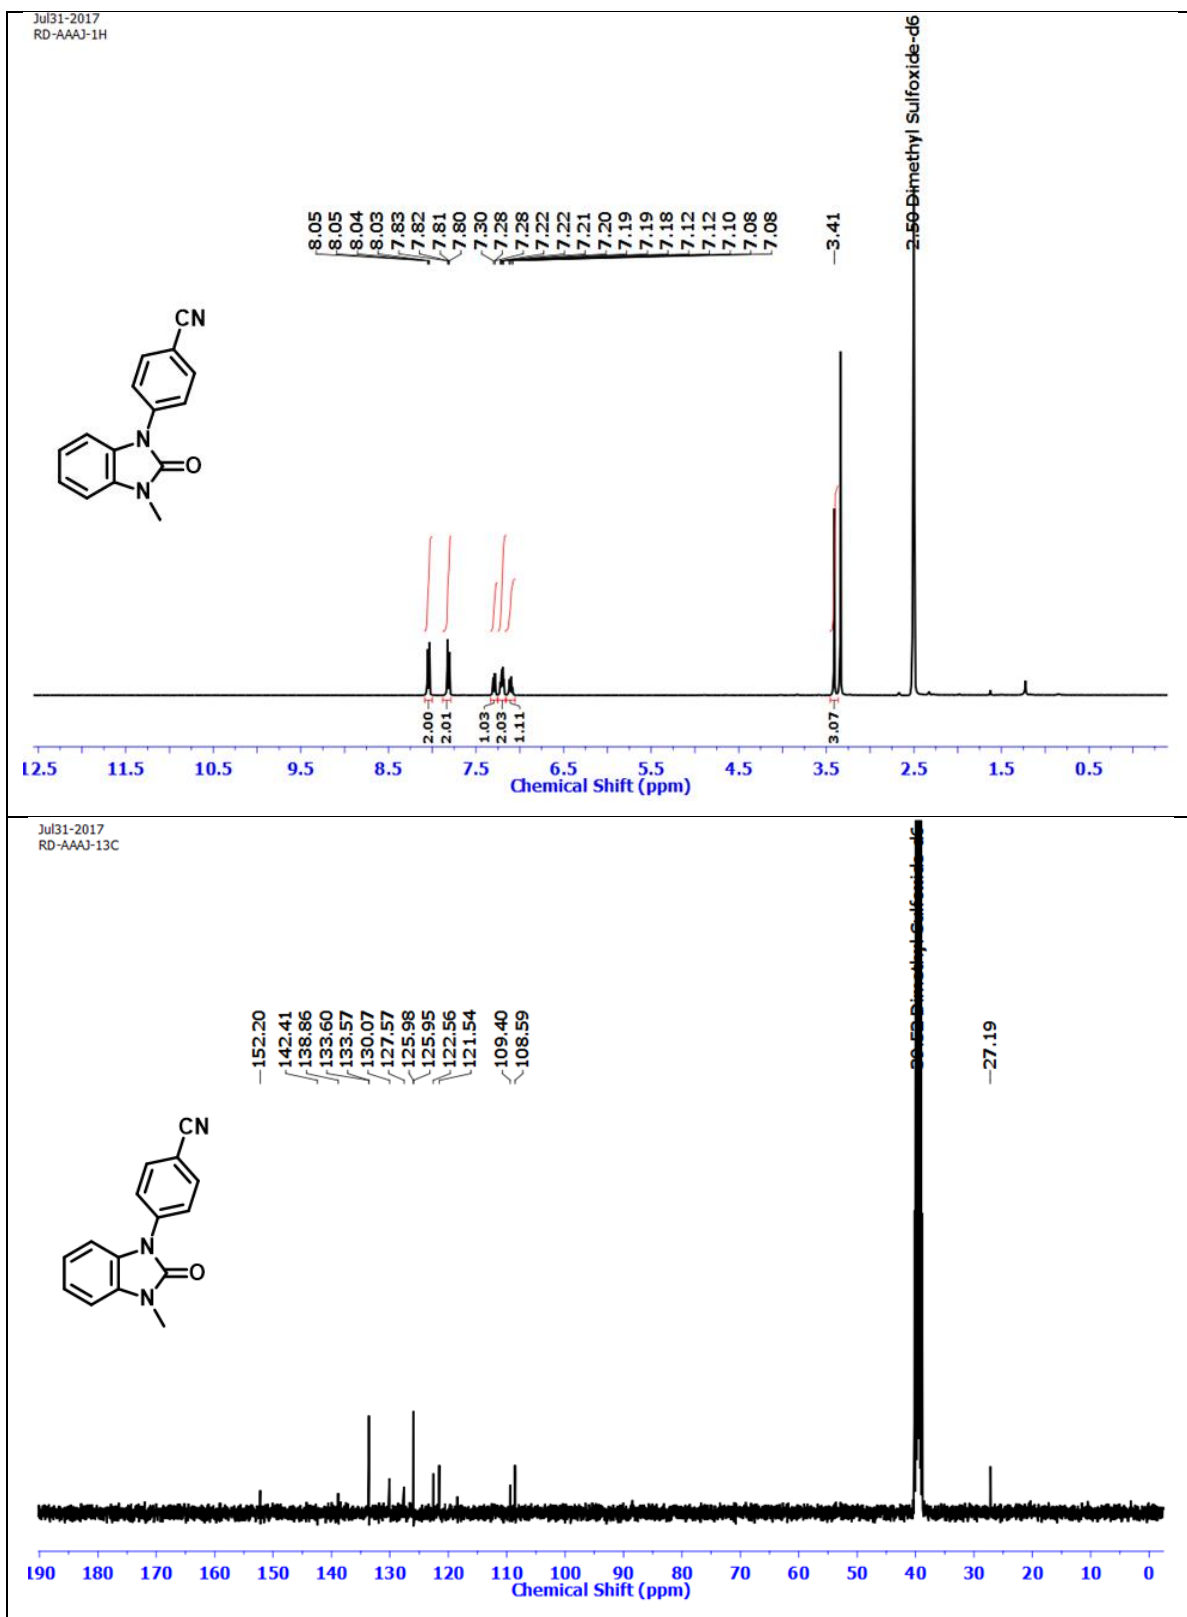 Jul31-2017
RD-AAAJ-1H
2.50 Dimethyl Sulfoxide-d6
8.05
8.05
8.04
8.03
7.83
7.82
7.81
7.80
7.30
7.28
7.28
7.22
7.22
7.21
7.20
7.19
7.19
7.18
7.12
7.12
7.10
7.08
7.08
3.41
CN
N
O
N
2.00
2.01
1.03
2.03
1.11
3.07
12.5 11.5 10.5 9.5 8.5 7.5 6.5 5.5 4.5 3.5 2.5 1.5 0.5
Chemical Shift (ppm)
Jul31-2017
RD-AAAJ-13C
39.52 Dimethyl Sulfoxide-d6
152.20
142.41
138.86
133.60
133.57
130.07
127.57
125.98
125.95
122.56
121.54
109.40
108.59
27.19
CN
N
O
N
190 180 170 160 150 140 130 120 110 100 90 80 70 60 50 40 30 20 10 0
Chemical Shift (ppm)